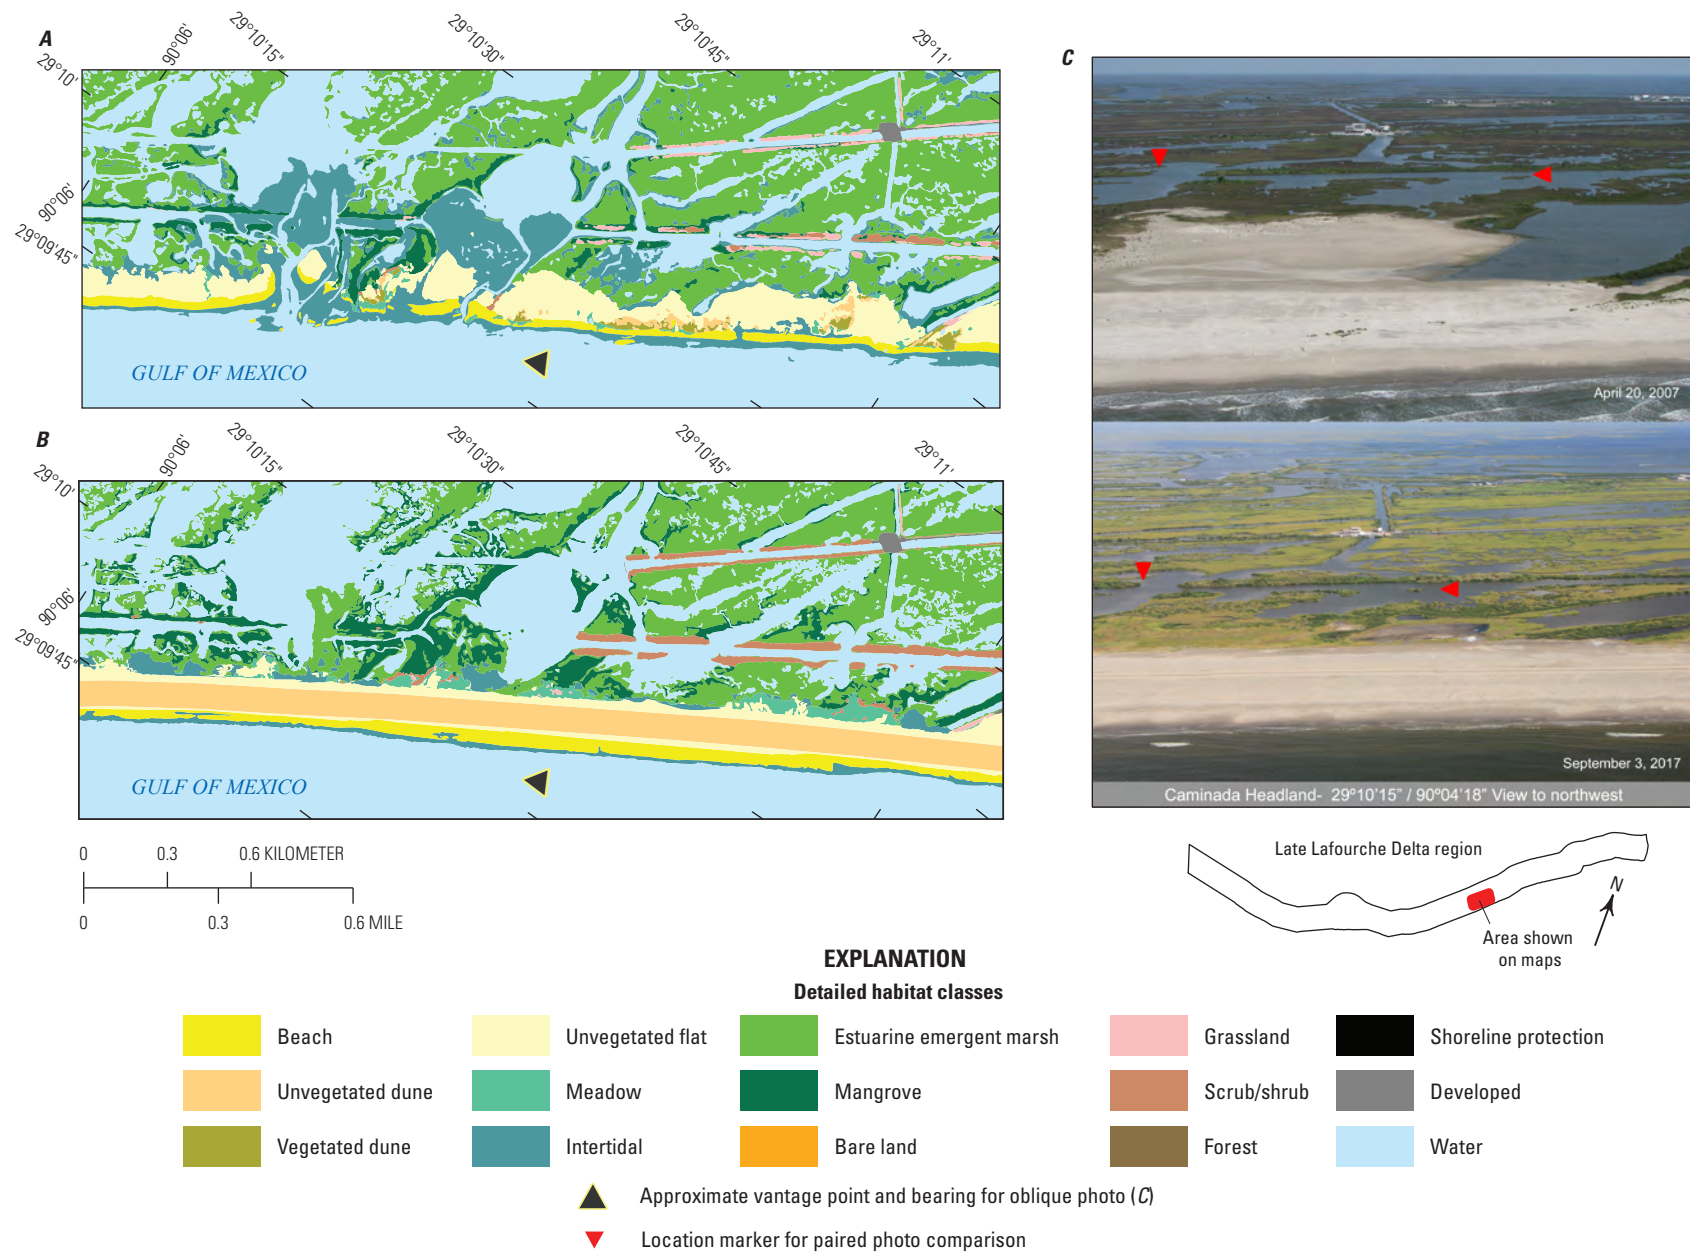 A
90°06'
29°10'15"
29°10'30"
29°10'45"
29°11'
29°10'
90°06'
29°09'45"
GULF OF MEXICO
B
90°06'
29°10'15"
29°10'30"
29°10'45"
29°11'
29°10'
90°06'
29°09'45"
GULF OF MEXICO
0 0.3 0.6 KILOMETER
0 0.3 0.6 MILE
C
April 20, 2007
September 3, 2017
Caminada Headland- 29º10'15" / 90º04'18" View to northwest
Late Lafourche Delta region
N
Area shown
on maps
EXPLANATION
Detailed habitat classes
Beach
Unvegetated dune
Vegetated dune
Unvegetated flat
Meadow
Intertidal
Estuarine emergent marsh
Mangrove
Bare land
Grassland
Scrub/shrub
Forest
Shoreline protection
Developed
Water
Approximate vantage point and bearing for oblique photo (C)
Location marker for paired photo comparison